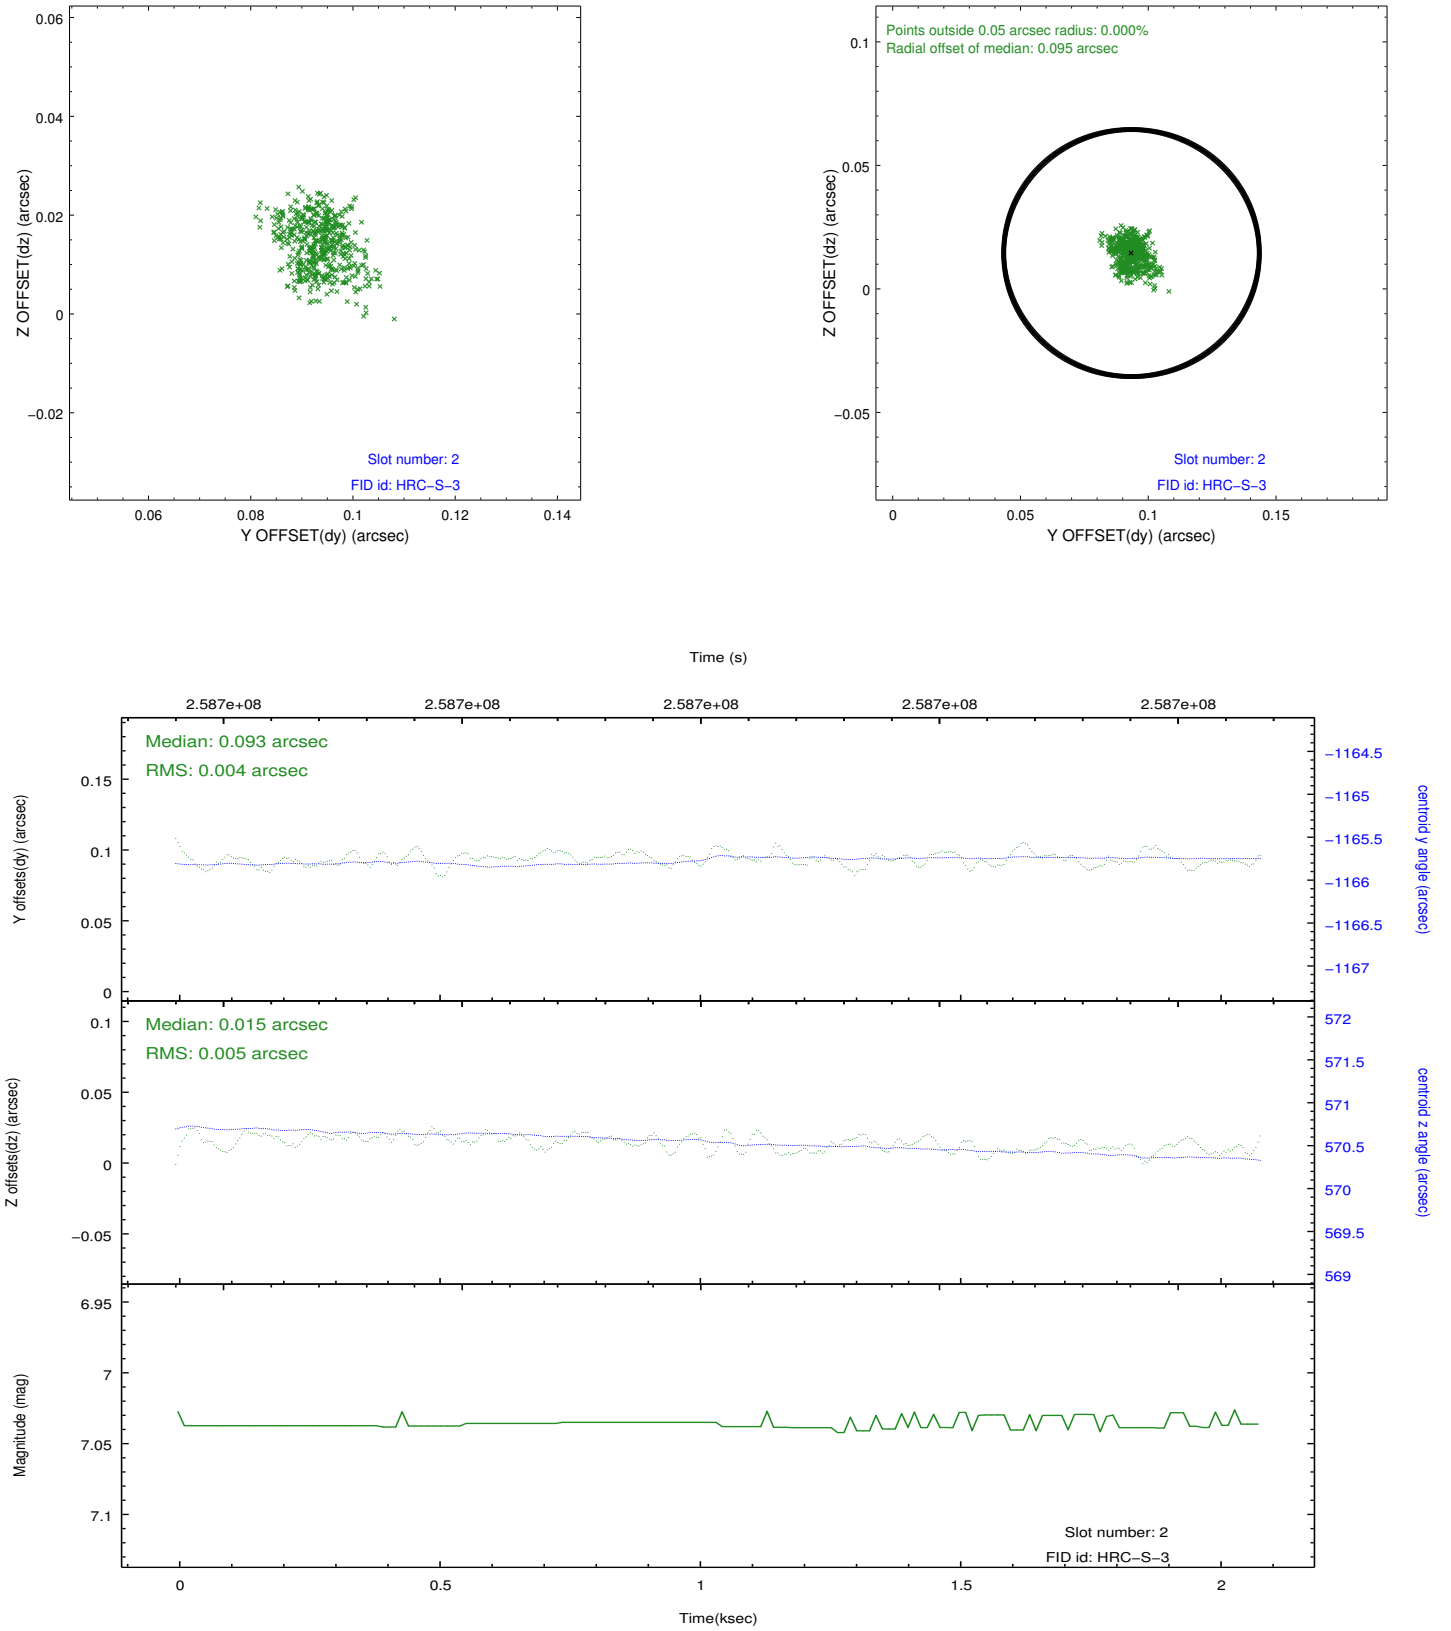 0.06
0.04
0.02
0
−0.02
Z OFFSET(dz) (arcsec)
Slot number: 2
FID id: HRC−S−3
0.06
0.08
0.1
0.12
0.14
Y OFFSET(dy) (arcsec)
Points outside 0.05 arcsec radius: 0.000%
Radial offset of median: 0.095 arcsec
0.1
0.05
0
−0.05
Z OFFSET(dz) (arcsec)
Slot number: 2
FID id: HRC−S−3
0
0.05
0.1
0.15
Y OFFSET(dy) (arcsec)
Time (s)
2.587e+08
2.587e+08
2.587e+08
2.587e+08
2.587e+08
Median: 0.093 arcsec
RMS: 0.004 arcsec
0.15
0.1
0.05
0
Y offsets(dy) (arcsec)
−1164.5
−1165
−1165.5
−1166
−1166.5
−1167
centroid y angle (arcsec)
Median: 0.015 arcsec
RMS: 0.005 arcsec
0.1
0.05
0
−0.05
Z offsets(dz) (arcsec)
572
571.5
571
570.5
570
569.5
569
centroid z angle (arcsec)
6.95
7
7.05
7.1
Magnitude (mag)
Slot number: 2
FID id: HRC−S−3
0
0.5
1
1.5
2
Time(ksec)